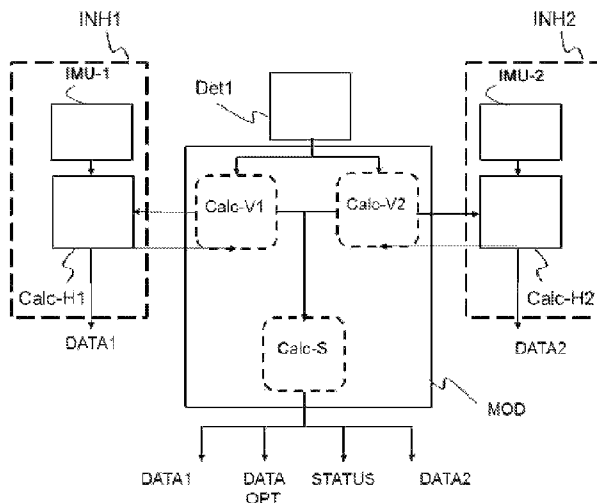 INH1
INH2
IMU-1
Det1
IMU-2
Calc-V1
Calc-V2
Calc-H1
Calc-H2
DATA1
Calc-S
DATA2
MOD
DATA1
DATA
OPT
STATUS
DATA2